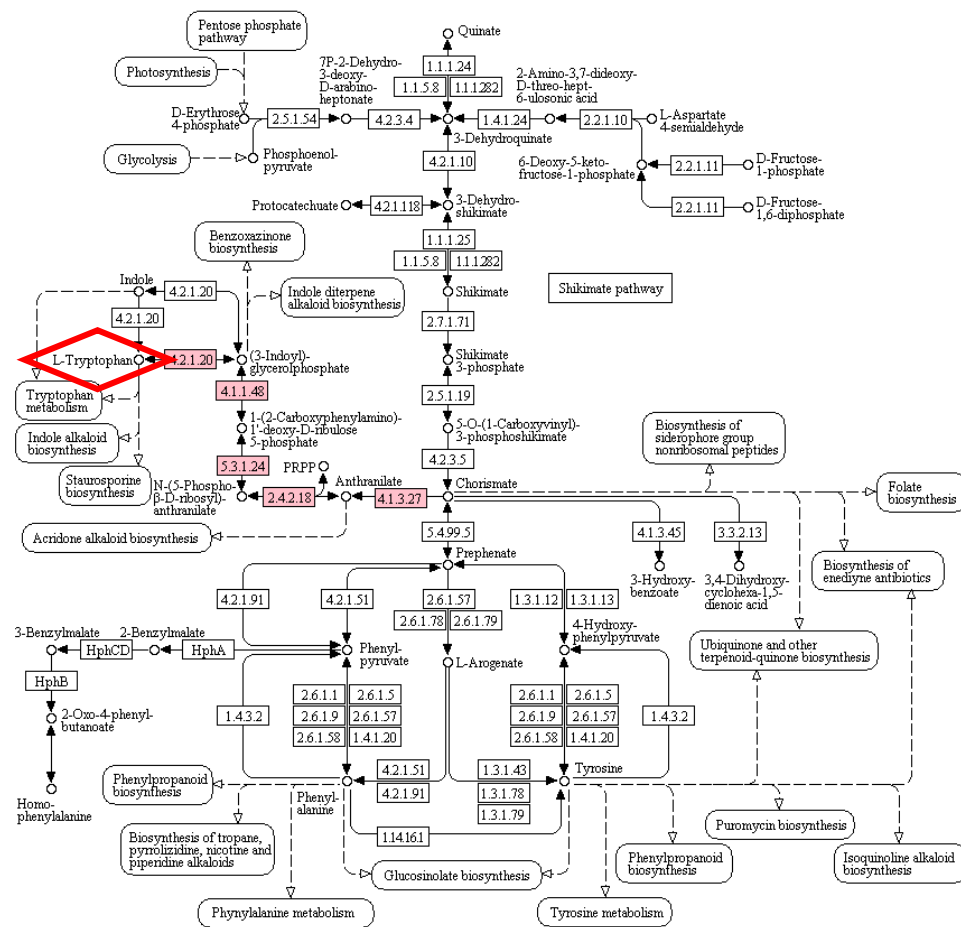 Pentose phosphate
pathway
Quinate
Photosynthesis
7P-2-Dehydro-
3-deoxy-
D-arabino-
heptonate
1.1.1.24
1.1.5.8
1.1.1.282
2-Amino-3,7-dideoxy-
D-threo-hept-
6-ulosonic acid
D-Erythrose
4-phosphate
2.5.1.54
4.2.3.4
3-Dehydroquinate
1.4.1.24
2.2.1.10
L-Aspartate
4-semialdehyde
Glycolysis
Phosphoenol-
pyruvate
4.2.1.10
6-Deoxy-5-keto
fructose-1-phosphate
2.2.1.11
D-Fructose-
1-phosphate
Protocatechuate
4.2.1.118
3-Dehydro-
shikimate
2.2.1.11
D-Fructose-
1,6-diphosphate
Benzoxazinone
biosynthesis
1.1.1.25
1.1.5.8
1.1.1.282
Indole
4.2.1.20
Indole diterpene
alkaloid biosynthesis
Shikimate
Shikimate pathway
4.2.1.20
2.7.1.71
L-Tryptophan
4.2.1.20
(3-Indoyl)-
glycerolphosphate
Shikimate
3-phosphate
Tryptophan
metabolism
4.1.1.48
2.5.1.19
1-(2-Carboxyphenylamino)-
1'-deoxy-D-ribulose
5-phosphate
5-O-(1-Carboxyvinyl)-
3-phosphoshikimate
Indole alkaloid
biosynthesis
Biosynthesis of
siderophore group
nonribosomal peptides
5.3.1.24
PRPP
4.2.3.5
Staurosporine
biosynthesis
N-(5-Phospho-
β-D-ribosyl)-
anthranilate
2.4.2.18
Anthranilate
4.1.3.27
Chorismate
Folate
biosynthesis
Acridone alkaloid biosynthesis
5.4.99.5
4.1.3.45
3.3.2.13
Prephenate
3-Hydroxy-
benzoate
3,4-Dihydroxy-
cyclohexa-1,5-
dienoic acid
Biosynthesis of
enediyne antibiotics
4.2.1.91
4.2.1.51
2.6.1.57
2.6.1.78
2.6.1.79
1.3.1.12
1.3.1.13
3-Benzylmalate
2-Benzylmalate
4-Hydroxy-
phenylpyruvate
HphCD
HphA
Phenyl-
pyruvate
L-Arogenate
Ubiquinone and other
terpenoid-quinone biosynthesis
HphB
2-Oxo-4-phenyl-
butanoate
1.4.3.2
2.6.1.1
2.6.1.5
2.6.1.9
2.6.1.57
2.6.1.58
1.4.1.20
2.6.1.1
2.6.1.5
2.6.1.9
2.6.1.57
2.6.1.58
1.4.1.20
1.4.3.2
Homo-
phenylalanine
Phenylpropanoid
biosynthesis
Phenyl-
alanine
4.2.1.51
4.2.1.91
1.3.1.43
1.3.1.78
1.3.1.79
Tyrosine
Biosynthesis of tropane,
pyrrolizidine, nicotine and
piperidine alkaloids
1.14.16.1
Puromycin biosynthesis
Phenylpropanoid
biosynthesis
Isoquinoline alkaloid
biosynthesis
Glucosinolate biosynthesis
Phynylalanine metabolism
Tyrosine metabolism